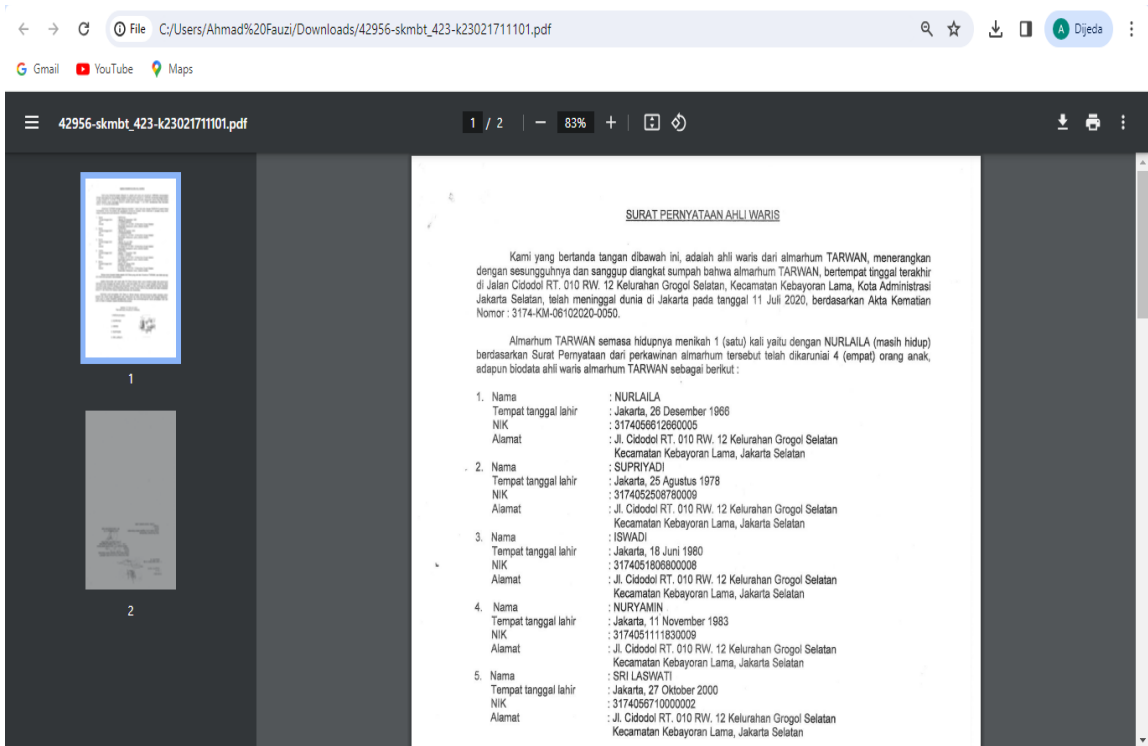 File C:/Users/Ahmad%20Fauzi/Downloads/42956-skmbt_423-k23021711101.pdf
A Dijeda
Gmail YouTube Maps
42956-skmbt_423-k23021711101.pdf 1 / 2 83%
1
2
SURAT PERNYATAAN AHLI WARIS
Kami yang bertanda tangan dibawah ini, adalah ahli waris dari almarhum TARWAN, menerangkan
dengan sesungguhnya dan sanggup diangkat sumpah bahwa almarhum TARWAN, bertempat tinggal terakhir
di Jalan Cidodol RT. 010 RW. 12 Kelurahan Grogol Selatan, Kecamatan Kebayoran Lama, Kota Administrasi
Jakarta Selatan, telah meninggal dunia di Jakarta pada tanggal 11 Juli 2020, berdasarkan Akta Kematian
Nomor : 3174-KM-06102020-0050.
Almarhum TARWAN semasa hidupnya menikah 1 (satu) kali yaitu dengan NURLAILA (masih hidup)
berdasarkan Surat Pernyataan dari perkawinan almarhum tersebut telah dikaruniai 4 (empat) orang anak,
adapun biodata ahli waris almarhum TARWAN sebagai berikut :
1. Nama : NURLAILA
Tempat tanggal lahir : Jakarta, 26 Desember 1966
NIK : 3174056612660005
Alamat : Jl. Cidodol RT. 010 RW. 12 Kelurahan Grogol Selatan
Kecamatan Kebayoran Lama, Jakarta Selatan
2. Nama : SUPRIYADI
Tempat tanggal lahir : Jakarta, 25 Agustus 1978
NIK : 3174052508780009
Alamat : Jl. Cidodol RT. 010 RW. 12 Kelurahan Grogol Selatan
Kecamatan Kebayoran Lama, Jakarta Selatan
3. Nama : ISWADI
Tempat tanggal lahir : Jakarta, 18 Juni 1980
NIK : 3174051806800008
Alamat : Jl. Cidodol RT. 010 RW. 12 Kelurahan Grogol Selatan
Kecamatan Kebayoran Lama, Jakarta Selatan
4. Nama : NURYAMIN
Tempat tanggal lahir : Jakarta, 11 November 1983
NIK : 3174051111830009
Alamat : Jl. Cidodol RT. 010 RW. 12 Kelurahan Grogol Selatan
Kecamatan Kebayoran Lama, Jakarta Selatan
5. Nama : SRI LASWATI
Tempat tanggal lahir : Jakarta, 27 Oktober 2000
NIK : 3174056710000002
Alamat : Jl. Cidodol RT. 010 RW. 12 Kelurahan Grogol Selatan
Kecamatan Kebayoran Lama, Jakarta Selatan